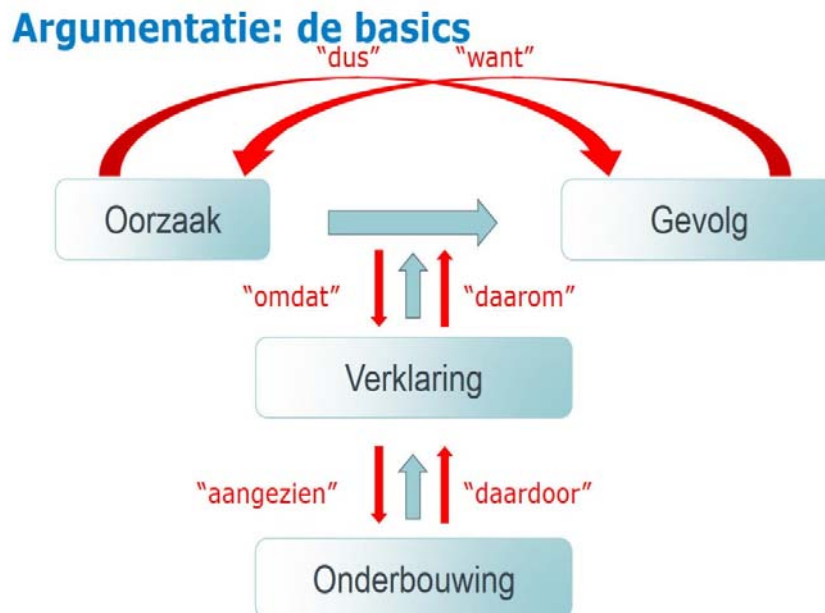 Argumentatie: de basics
“dus” “want”
Oorzaak Gevolg
“omdat” “daarom”
Verklaring
“aangezien” “daardoor”
Onderbouwing